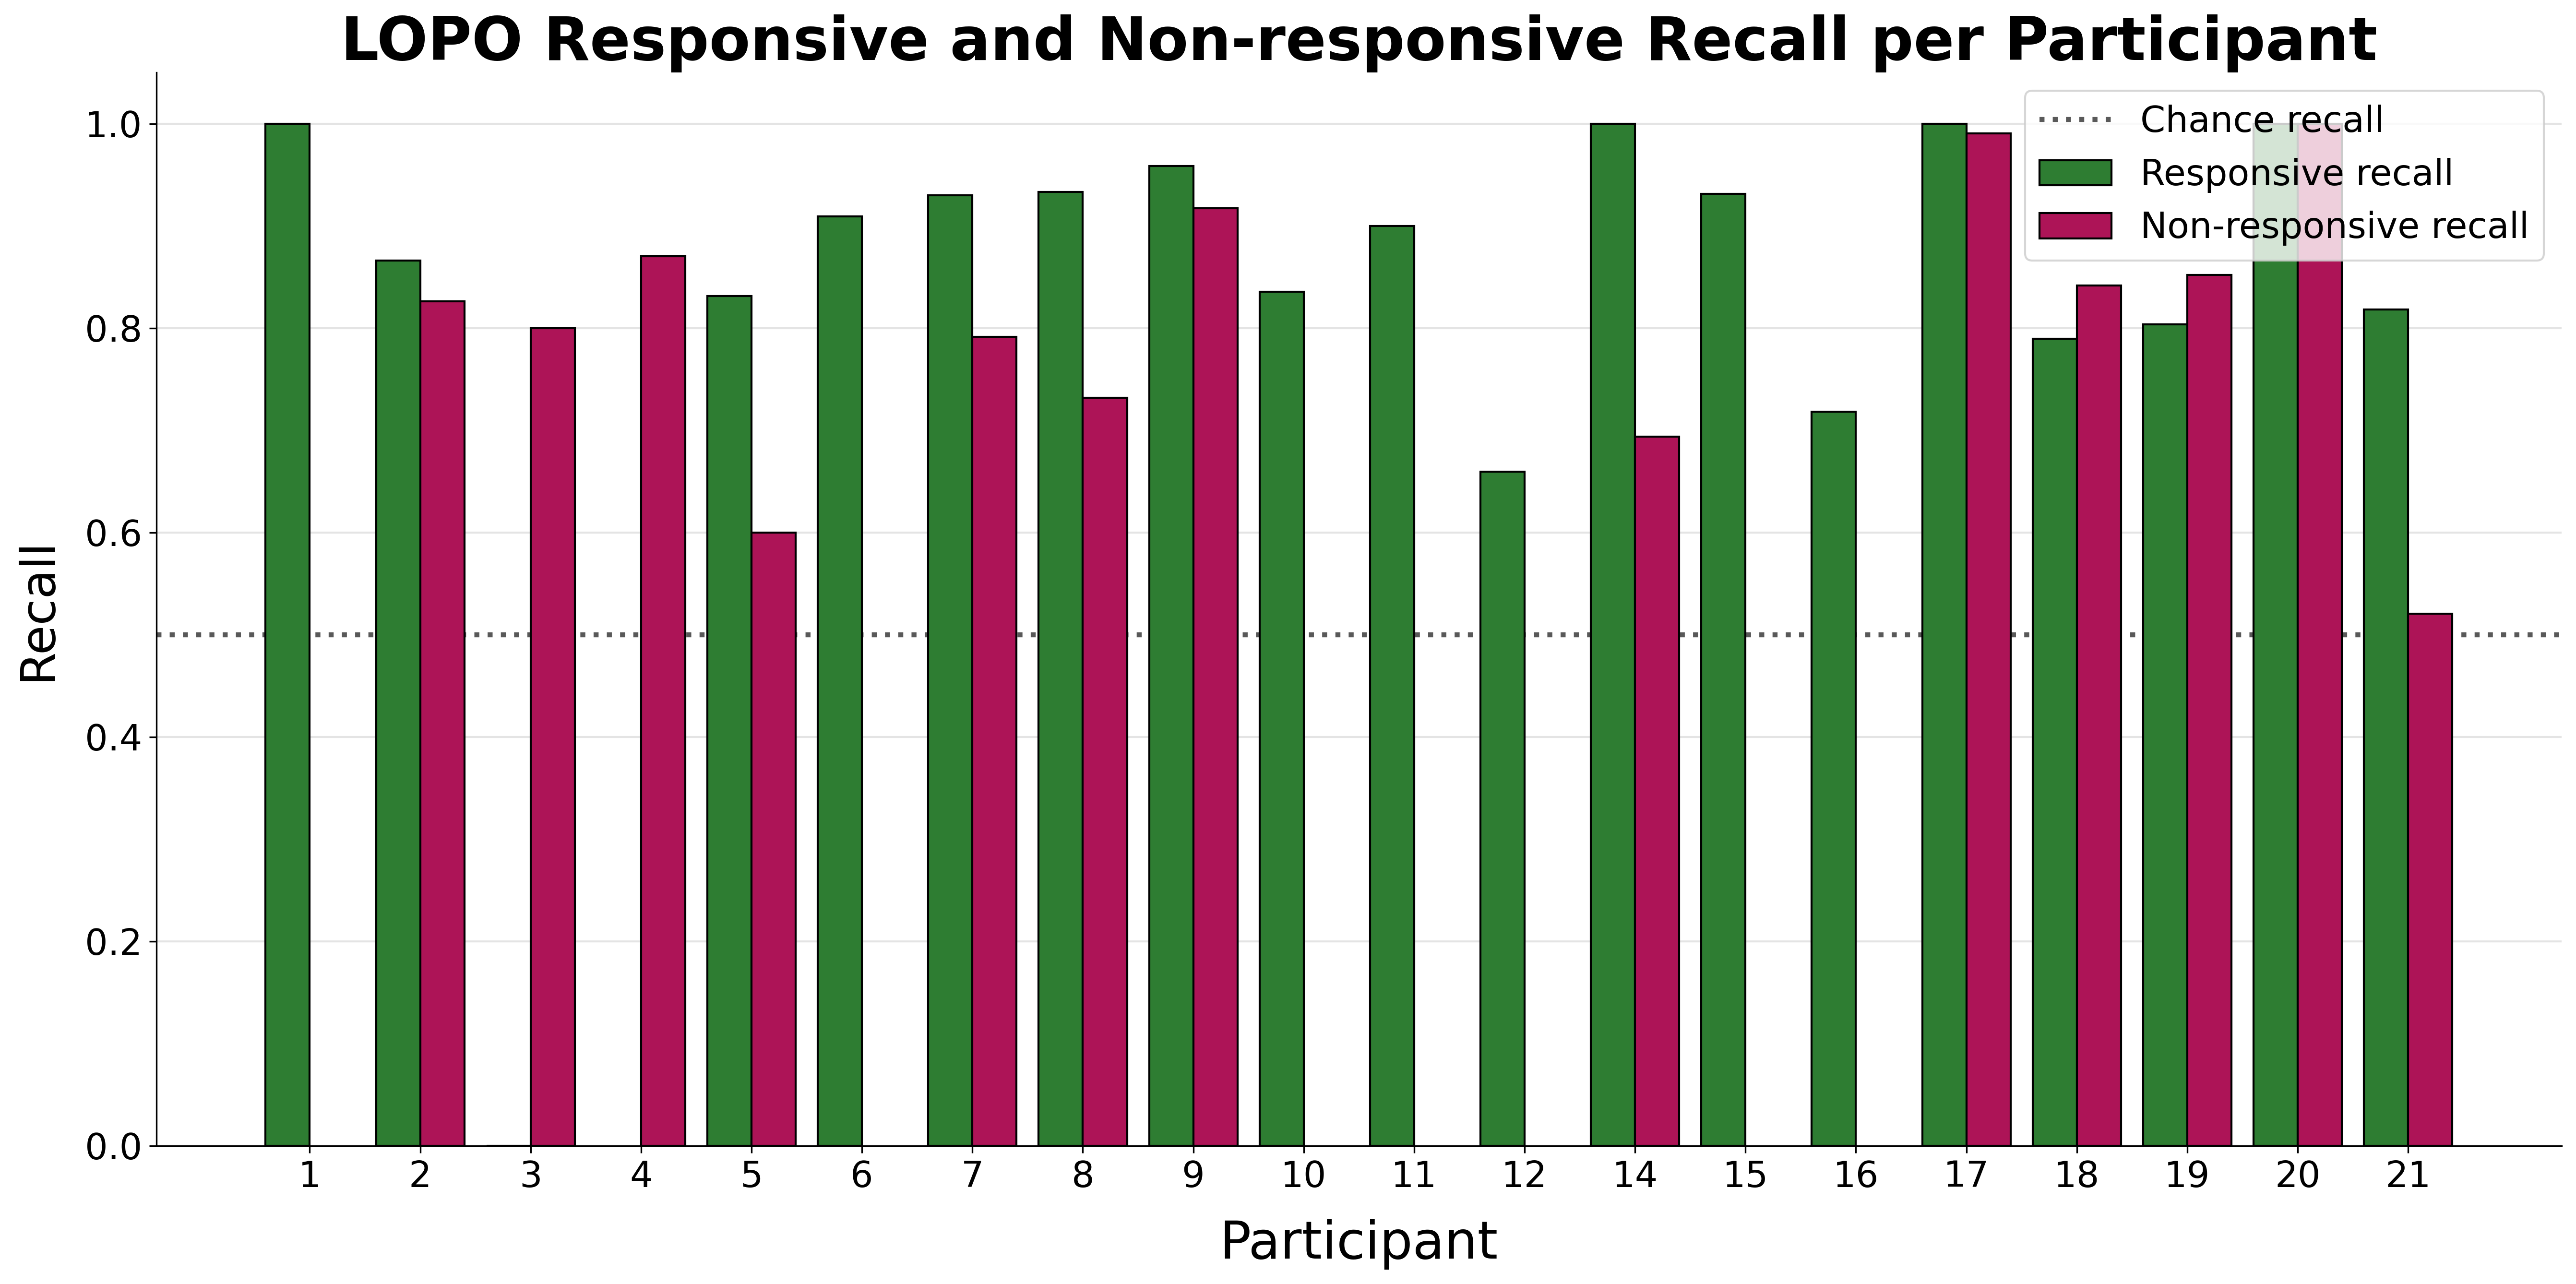 LOPO Responsive and Non-responsive Recall per Participant
Chance recall
Responsive recall
Non-responsive recall
1.0
0.8
0.6
0.4
0.2
0.0
Recall
1 2 3 4 5 6 7 8 9 10 11 12 14 15 16 17 18 19 20 21
Participant